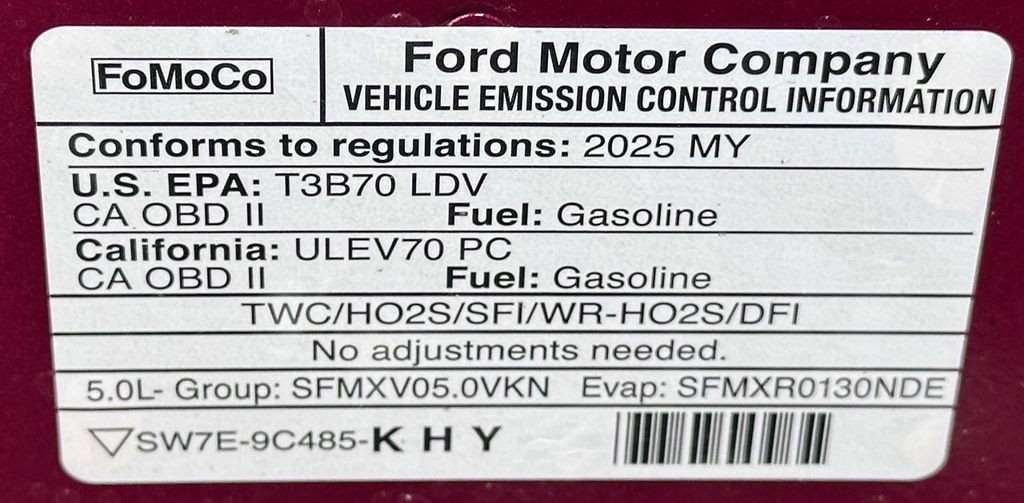 FoMoCo
Ford Motor Company
VEHICLE EMISSION CONTROL INFORMATION
Conforms to regulations: 2025 MY
U.S. EPA: T3B70 LDV
CA OBD II Fuel: Gasoline
California: ULEV70 PC
CA OBD II Fuel: Gasoline
TWC/HO2S/SFI/WR-HO2S/DFI
No adjustments needed.
5.0L- Group: SFMXV05.0VKN Evap: SFMXR0130NDE
SW7E-9C485-K H Y